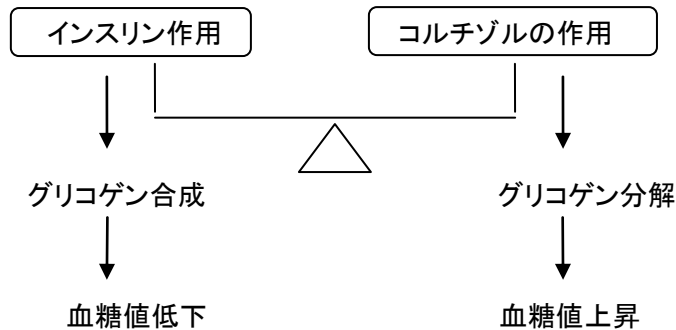 インスリン作用
コルチゾルの作用
グリコゲン合成
グリコゲン分解
血糖値低下
血糖値上昇